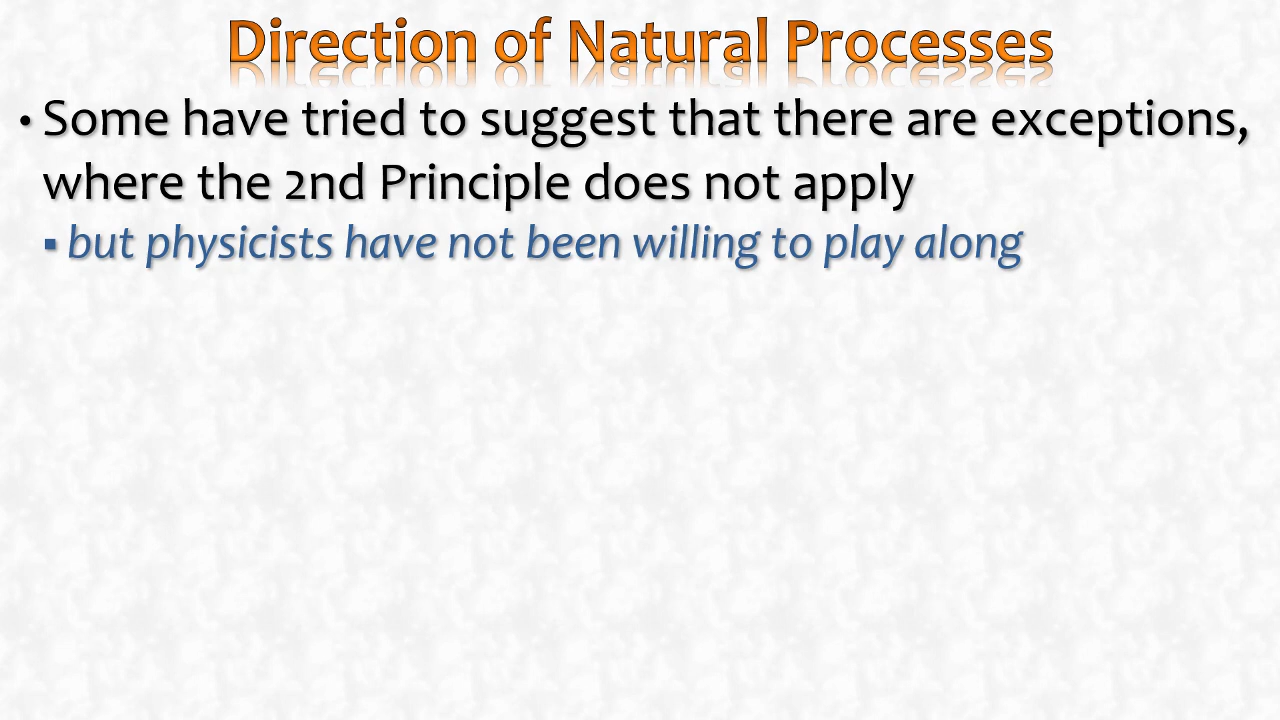 Direction of Natural Processes
• Some have tried to suggest that there are exceptions,
where the 2nd Principle does not apply
▪ but physicists have not been willing to play along